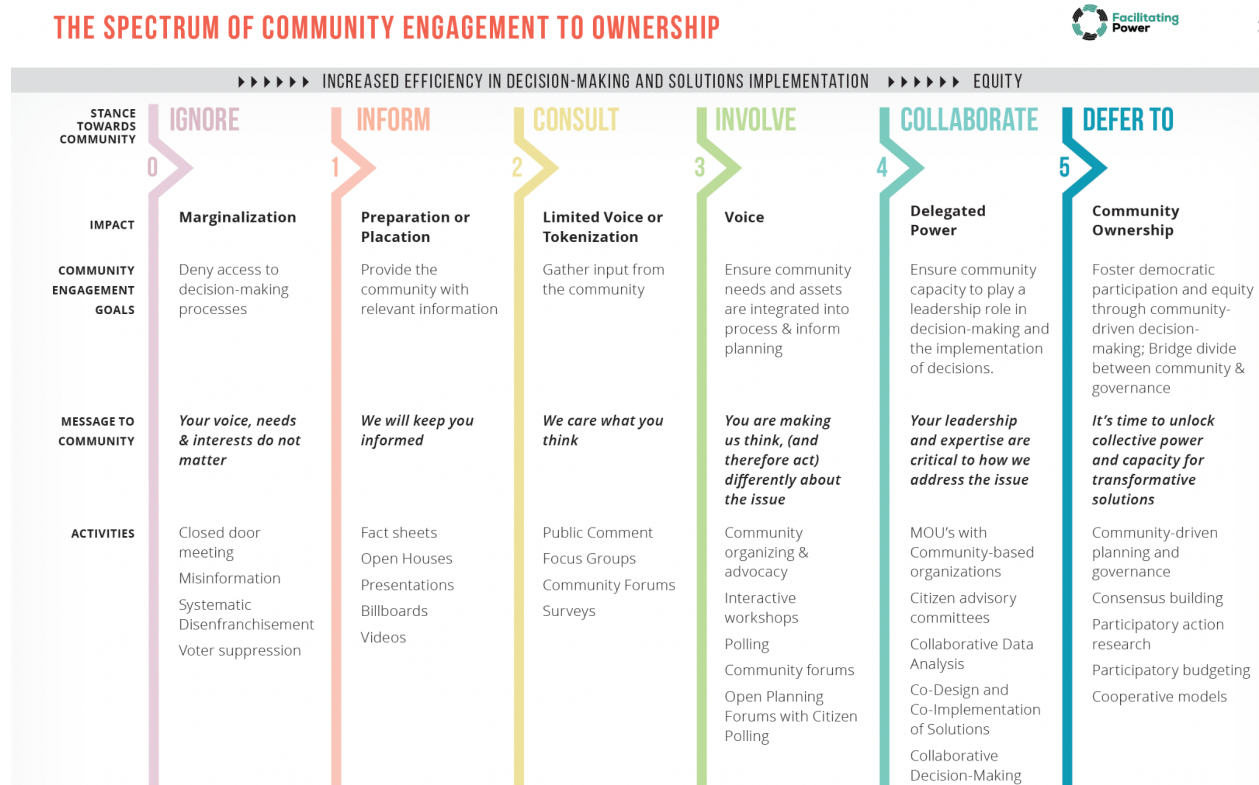 THE SPECTRUM OF COMMUNITY ENGAGEMENT TO OWNERSHIP
Facilitating
Power
INCREASED EFFICIENCY IN DECISION-MAKING AND SOLUTIONS IMPLEMENTATION EQUITY
STANCE
TOWARDS
COMMUNITY
IGNORE
0
INFORM
1
CONSULT
2
INVOLVE
3
COLLABORATE
4
DEFER TO
5
IMPACT
Marginalization
Preparation or
Placation
Limited Voice or
Tokenization
Voice
Delegated
Power
Community
Ownership
COMMUNITY
ENGAGEMENT
GOALS
Deny access to
decision-making
processes
Provide the
community with
relevant information
Gather input from
the community
Ensure community
needs and assets
are integrated into
process & inform
planning
Ensure community
capacity to play a
leadership role in
decision-making and
the implementation
of decisions.
Foster democratic
participation and equity
through community-
driven decision-
making; Bridge divide
between community &
governance
MESSAGE TO
COMMUNITY
Your voice, needs
& interests do not
matter
We will keep you
informed
We care what you
think
You are making
us think, (and
therefore act)
differently about
the issue
Your leadership
and expertise are
critical to how we
address the issue
It's time to unlock
collective power
and capacity for
transformative
solutions
ACTIVITIES
Closed door
meeting
Misinformation
Systematic
Disenfranchisement
Voter suppression
Fact sheets
Open Houses
Presentations
Billboards
Videos
Public Comment
Focus Groups
Community Forums
Surveys
Community
organizing &
advocacy
Interactive
workshops
Polling
Community forums
Open Planning
Forums with Citizen
Polling
MOU's with
Community-based
organizations
Citizen advisory
committees
Collaborative Data
Analysis
Co-Design and
Co-Implementation
of Solutions
Collaborative
Decision-Making
Community-driven
planning and
governance
Consensus building
Participatory action
research
Participatory budgeting
Cooperative models